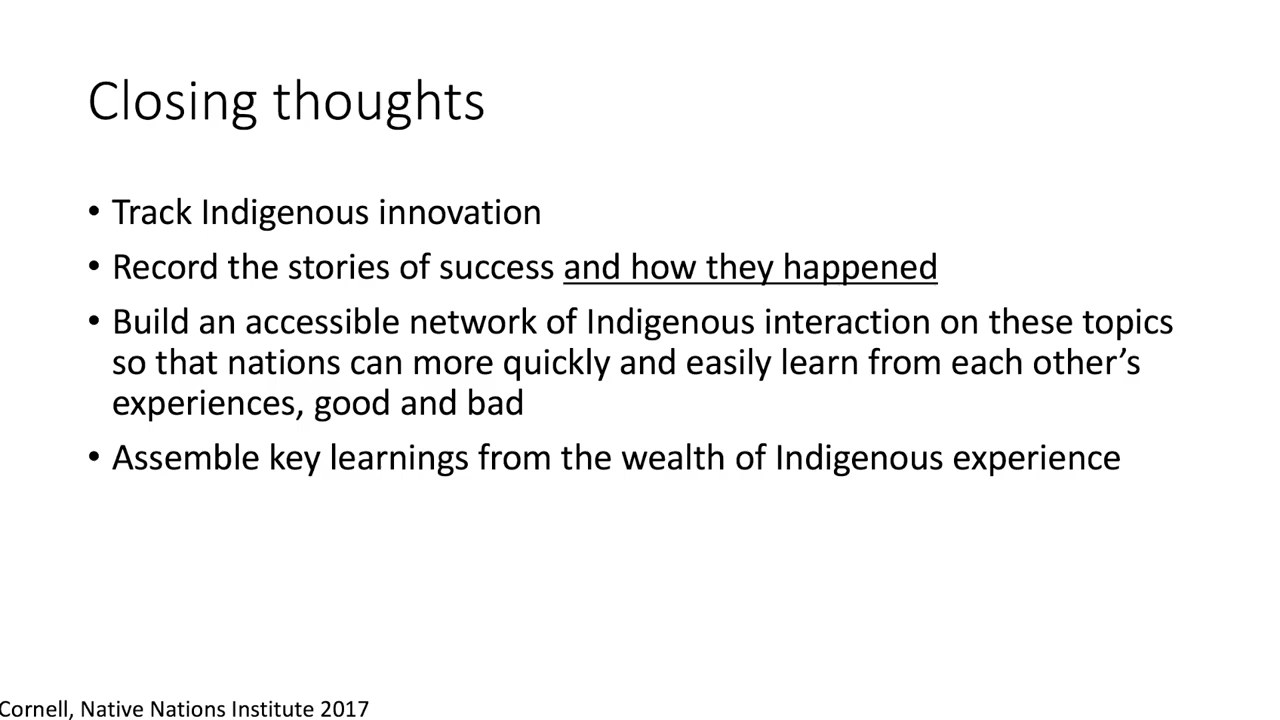 Closing thoughts
• Track Indigenous innovation
• Record the stories of success and how they happened
• Build an accessible network of Indigenous interaction on these topics
so that nations can more quickly and easily learn from each other’s
experiences, good and bad
• Assemble key learnings from the wealth of Indigenous experience
Cornell, Native Nations Institute 2017